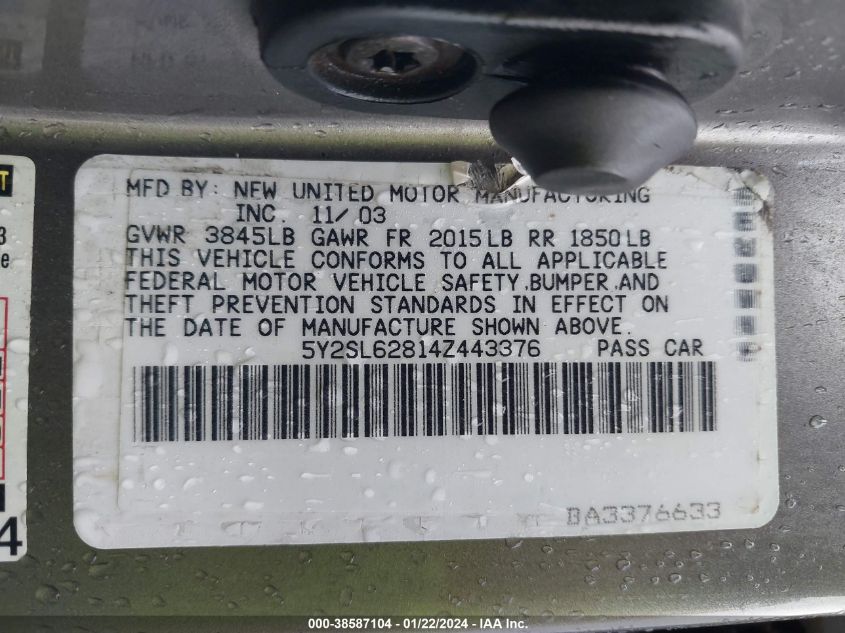 MFD BY: NEW UNITED MOTOR MANUFACTURING
INC. 11/ 03
GVWR 3845LB GAWR FR 2015LB RR 1850LB
THIS VEHICLE CONFORMS TO ALL APPLICABLE
FEDERAL MOTOR VEHICLE SAFETY,BUMPER,AND
THEFT PREVENTION STANDARDS IN EFFECT ON
THE DATE OF MANUFACTURE SHOWN ABOVE.
5Y2SL62814Z443376 PASS CAR
BA3376633
T
3
e
4
000-38587104 - 01/22/2024 - IAA Inc.